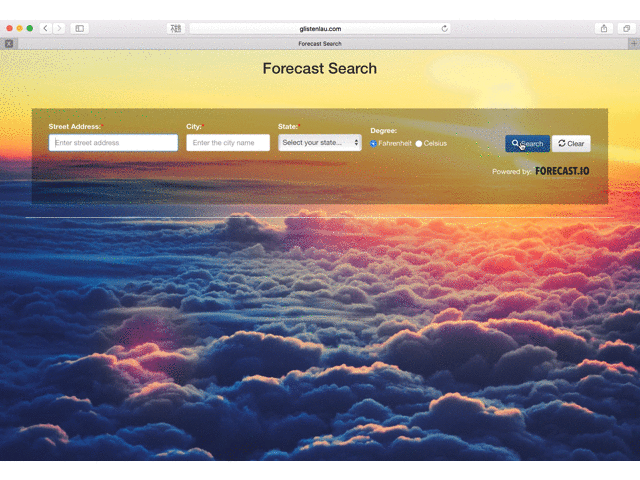 glistenlau.com
Forecast Search
Forecast Search
Street Address:*
City:*
State:*
Degree:
Enter street address
Enter the city name
Select your state...
Fahrenheit
Celsius
Search
Clear
Powered by: FORECAST.IO